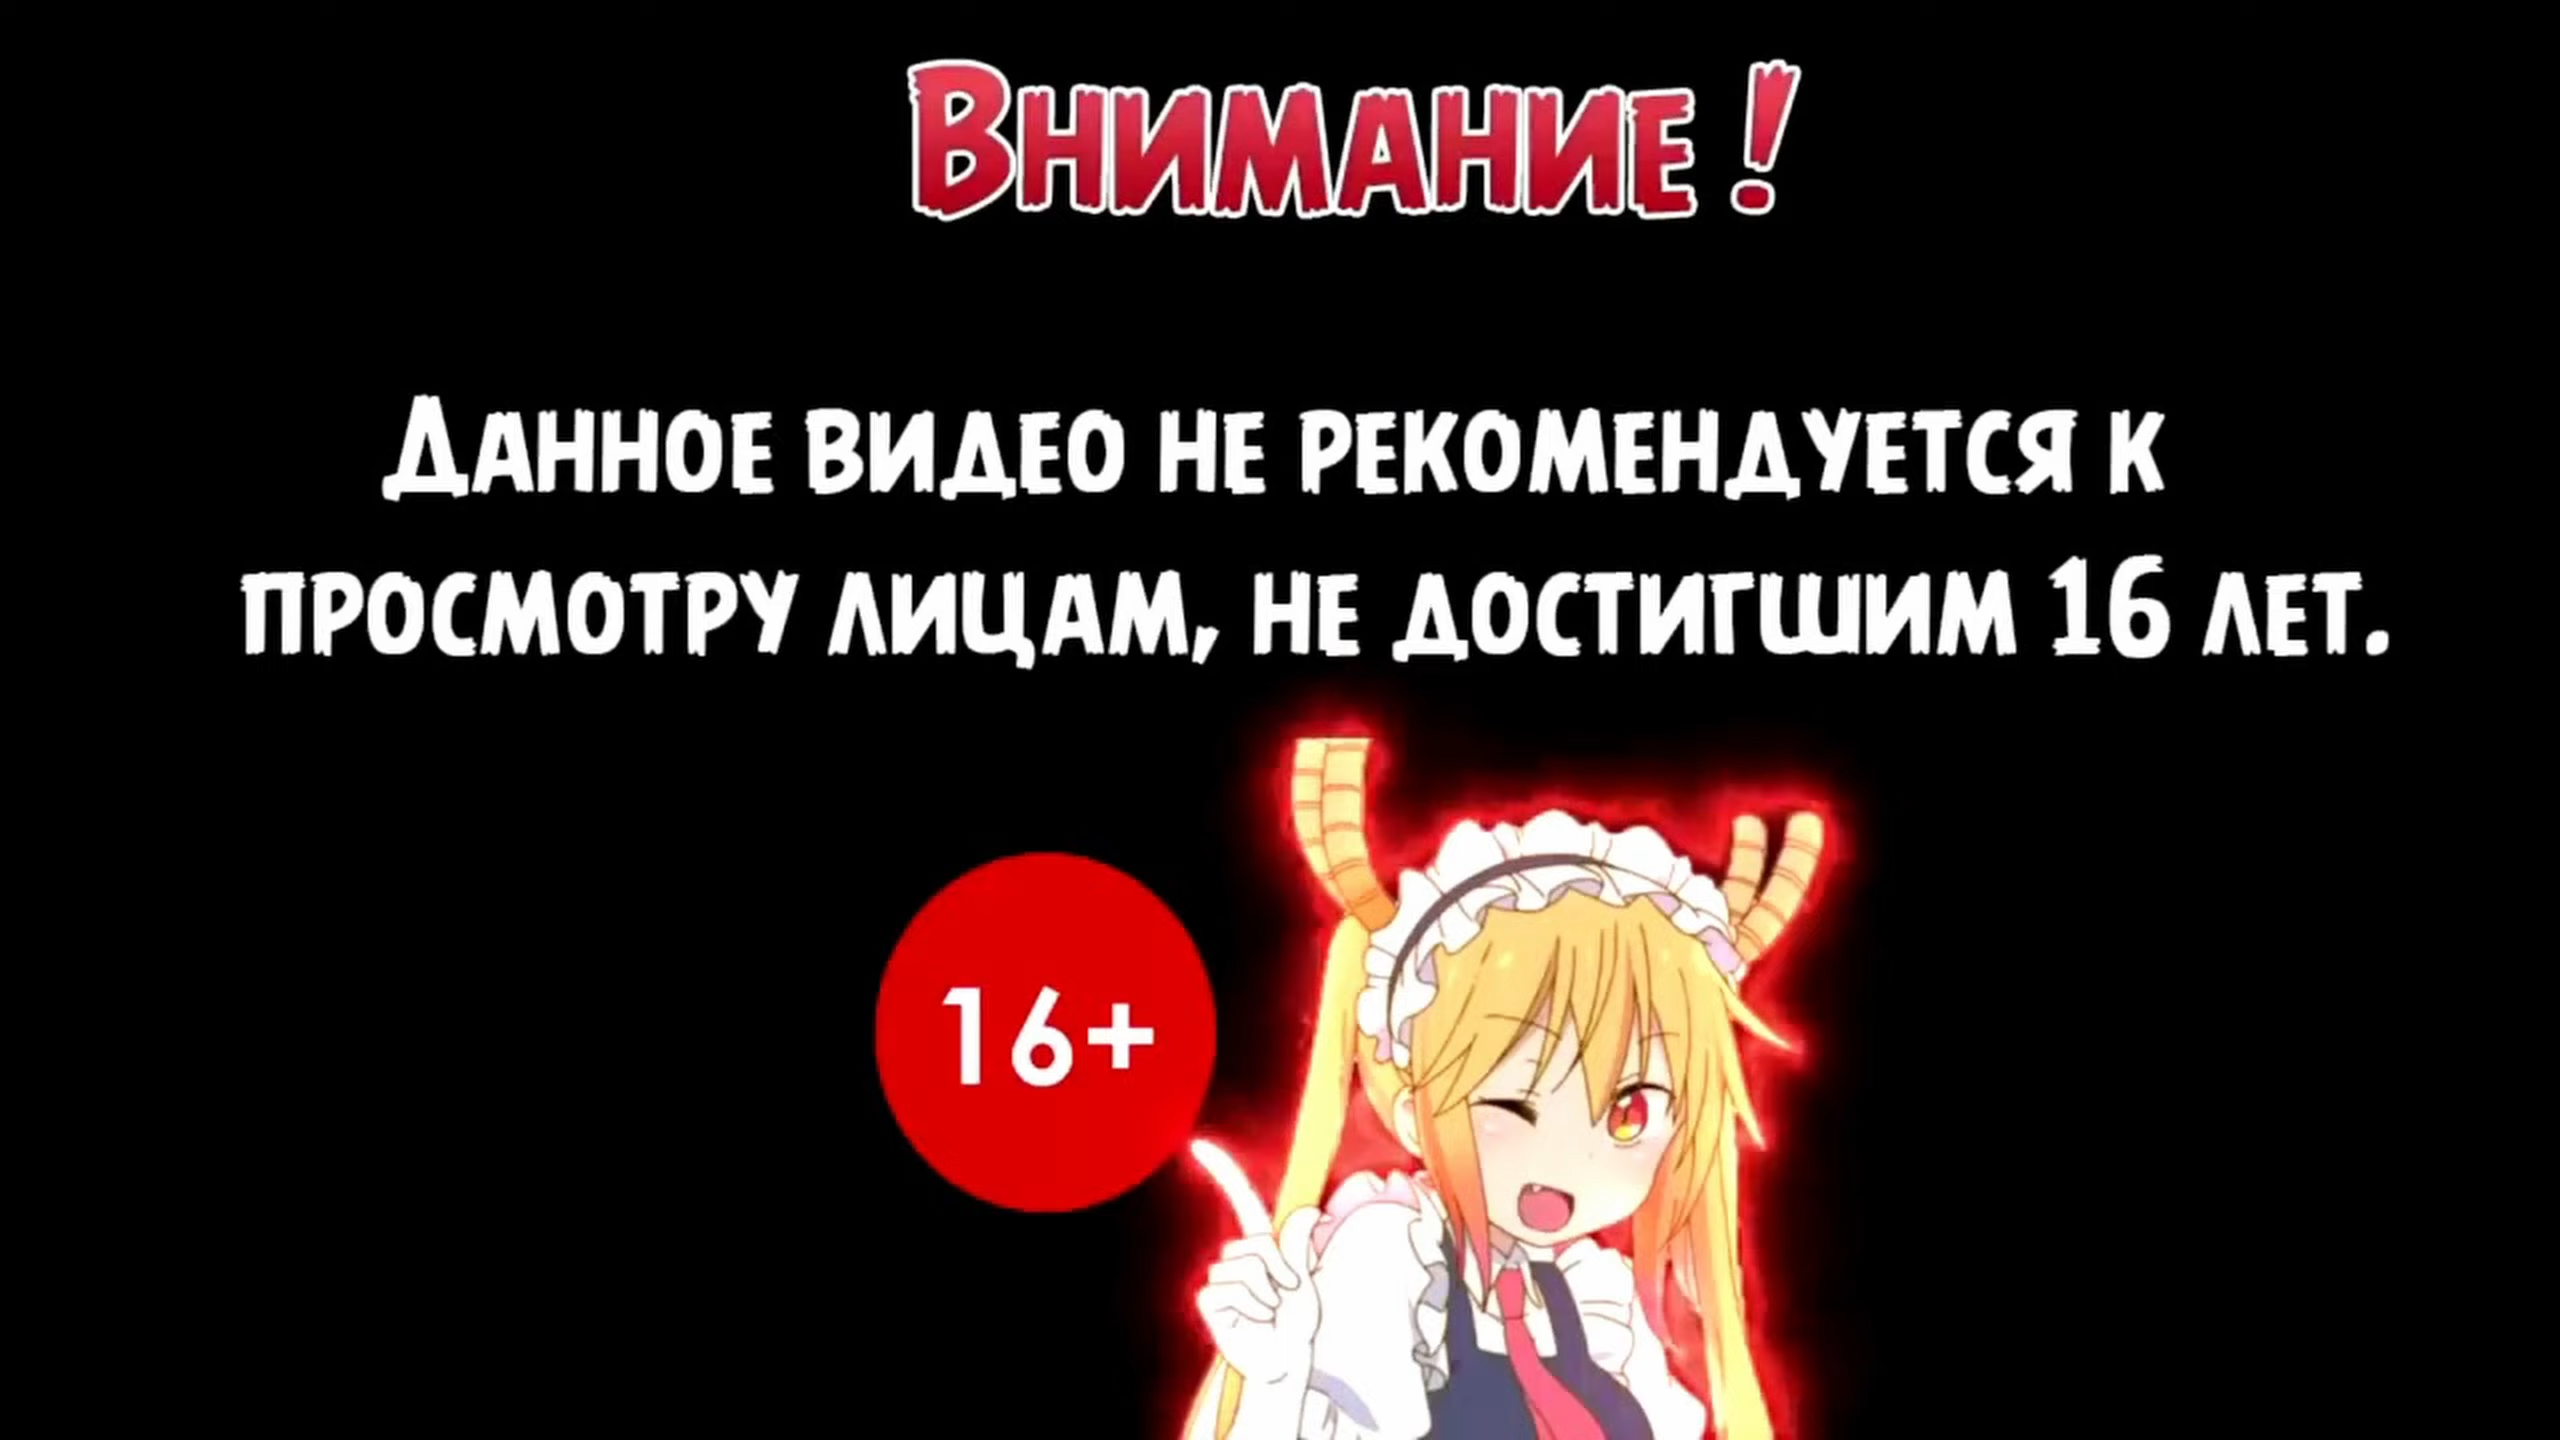 Внимание !
Данное видео не рекомендуется к
просмотру лицам, не достигшим 16 лет.
16+